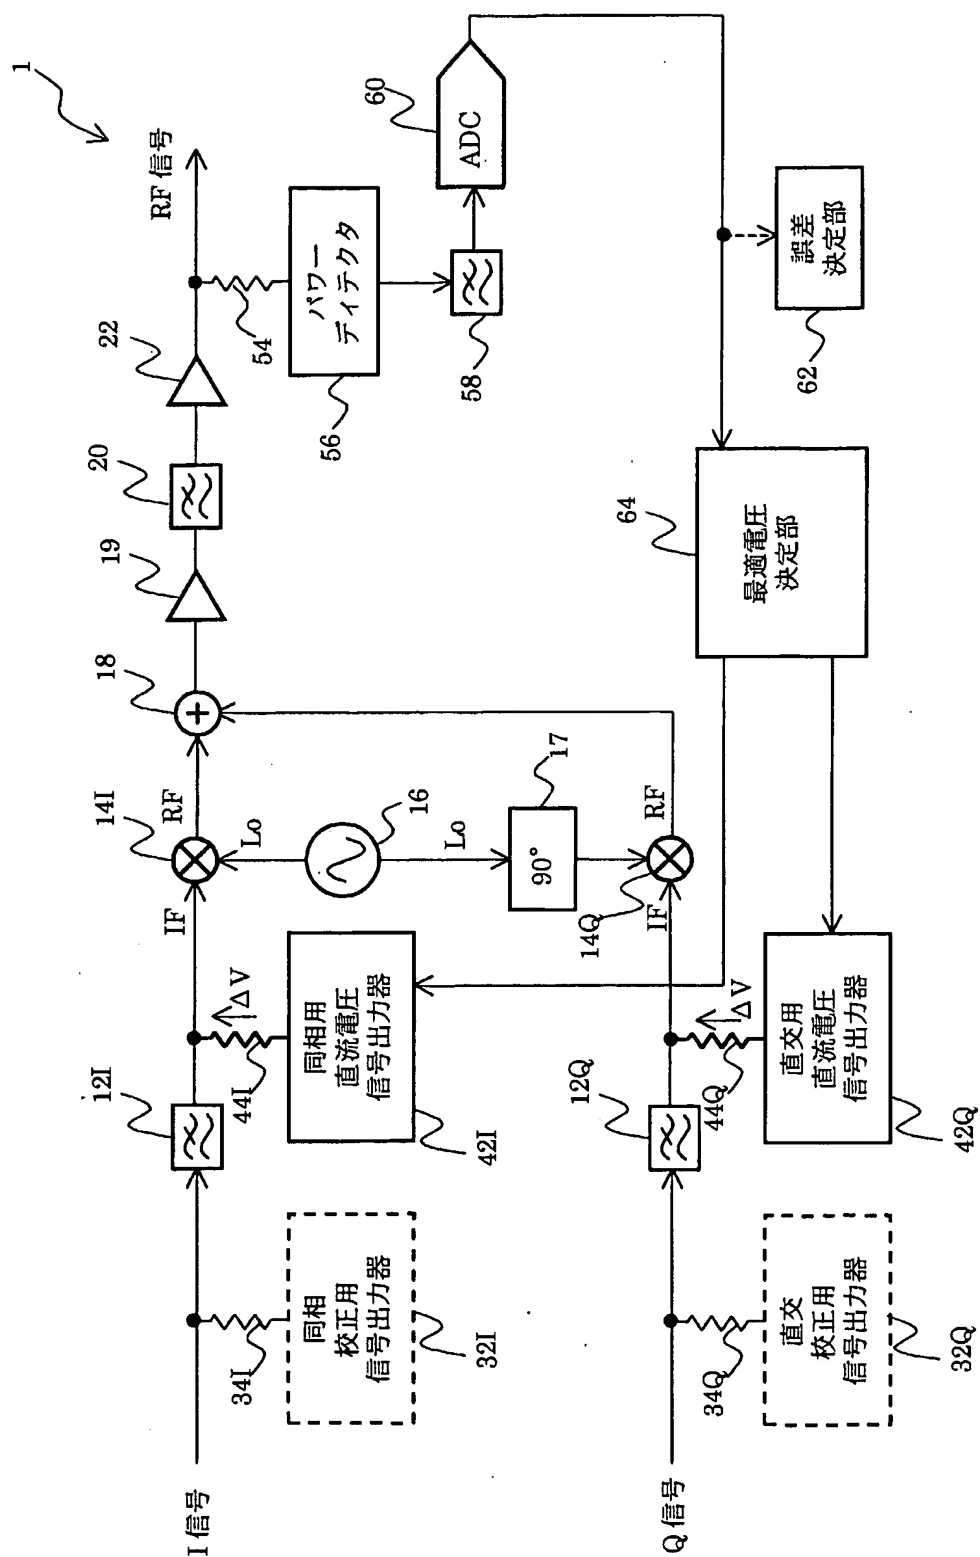 1
I 信号
34I
同相
校正用
信号出力器
32I
12I
44I
ΔV
同相用
直流電圧
信号出力器
42I
IF
14I
RF
Lo
16
Lo
17
90°
18
19
20
22
RF 信号
54
パワー
ディテクタ
56
58
60
ADC
Q 信号
34Q
直交
校正用
信号出力器
32Q
12Q
44Q
ΔV
直交用
直流電圧
信号出力器
42Q
IF
14Q
RF
64
最適電圧
決定部
誤差
決定部
62